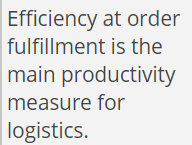 Efficiency at order
fulfillment is the
main productivity
measure for
logistics.